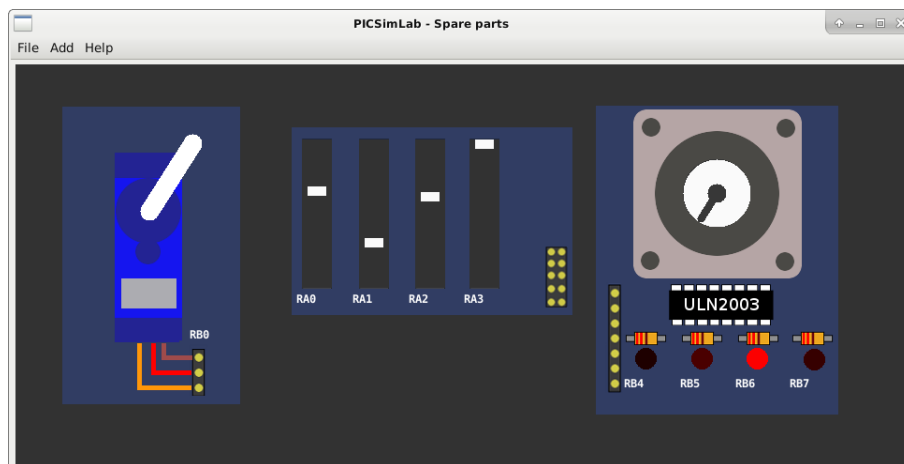 PICSimLab - Spare parts
File Add Help
RB0
RA0 RA1 RA2 RA3
ULN2003
RB4 RB5 RB6 RB7